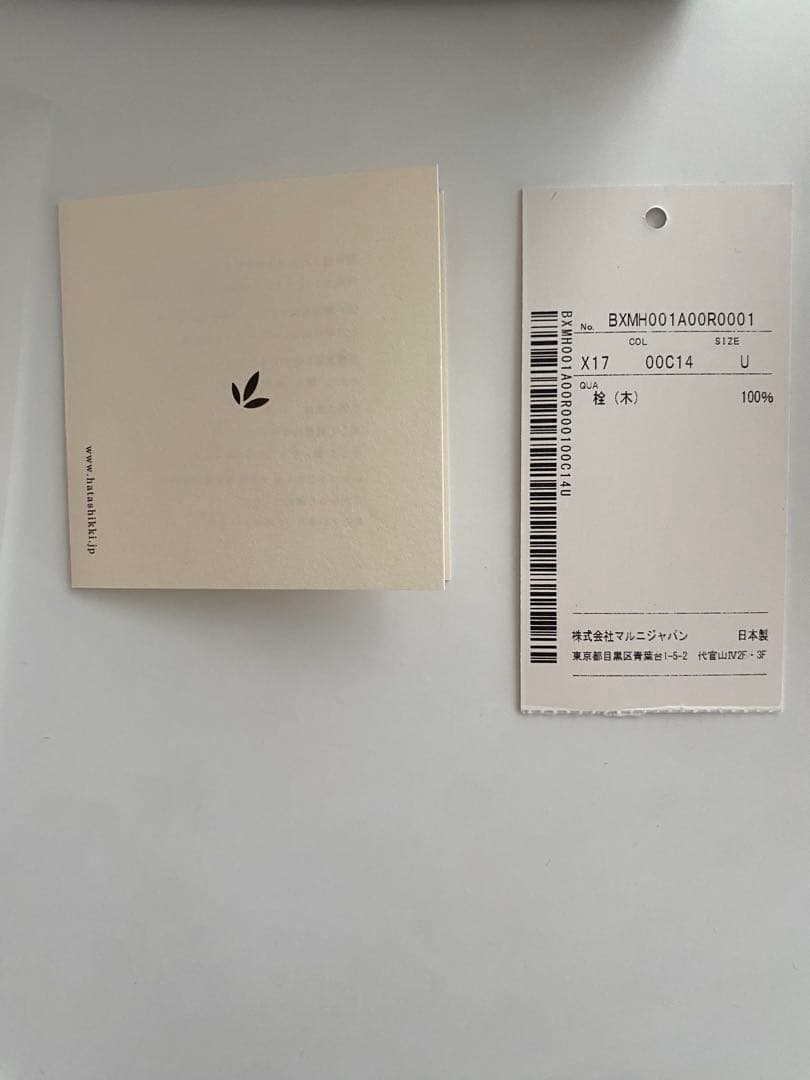 www.hatashikki.jp
BXMH001A00R000100C14U
No. BXMH001A00R0001
COL SIZE
X17 00C14 U
QUA
栓（木） 100%
株式会社マルニジャパン 日本製
東京都目黒区青葉台1-5-2 代官山Ⅳ2F・3F